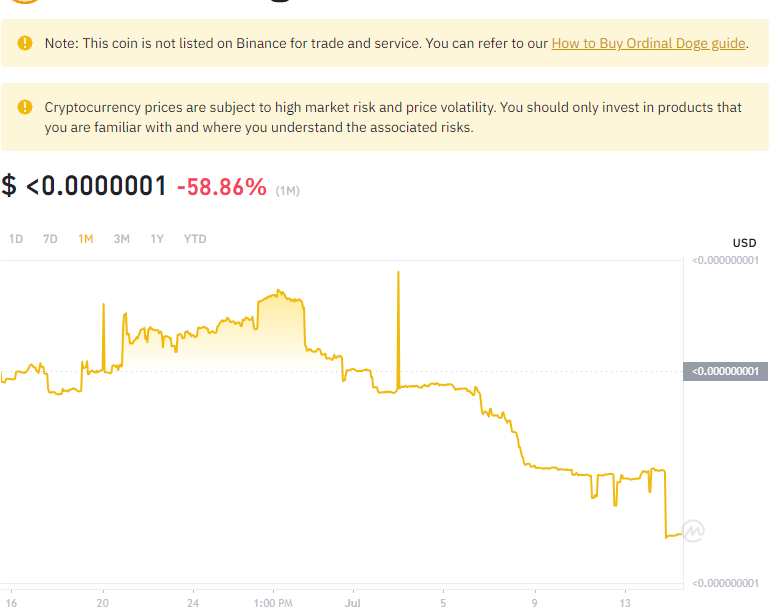 Note: This coin is not listed on Binance for trade and service. You can refer to our How to Buy Ordinal Doge guide.
Cryptocurrency prices are subject to high market risk and price volatility. You should only invest in products that
you are familiar with and where you understand the associated risks.
$ <0.0000001 -58.86% (1M)
1D 7D 1M 3M 1Y YTD
USD
<0.000000001
<0.000000001
<0.000000001
16 20 24 1:00 PM Jul 5 9 13